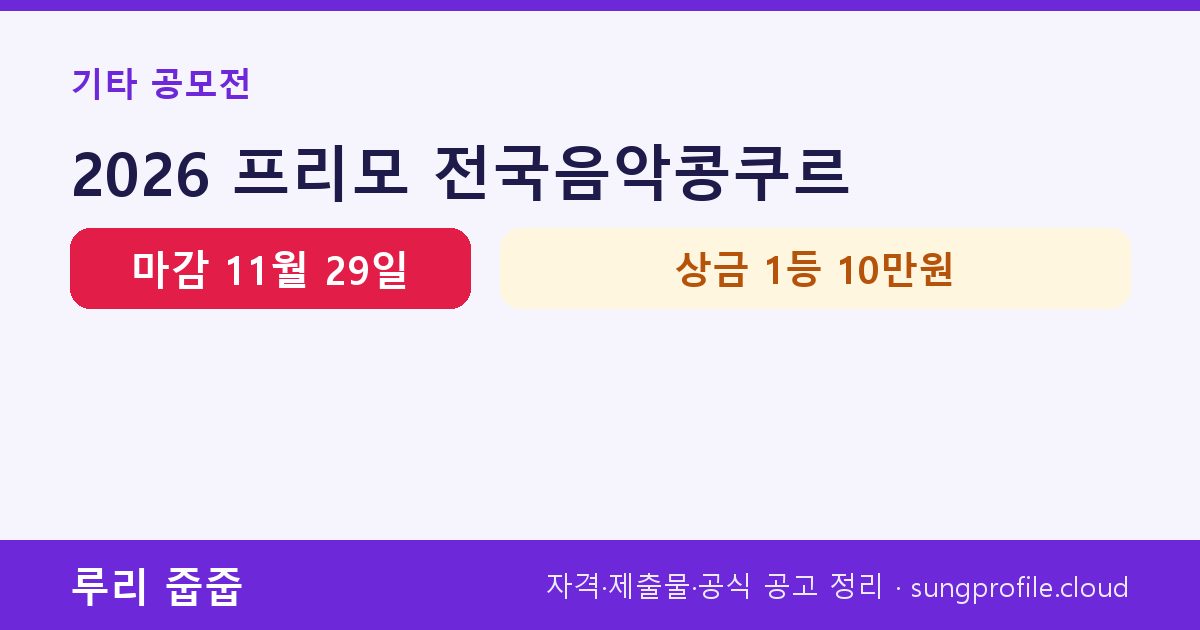 기타 공모전
2026 프리모 전국음악콩쿠르
마감 11월 29일
상금 1등 10만원
루리 줍줍
자격·제출물·공식 공고 정리 · sungprofile.cloud